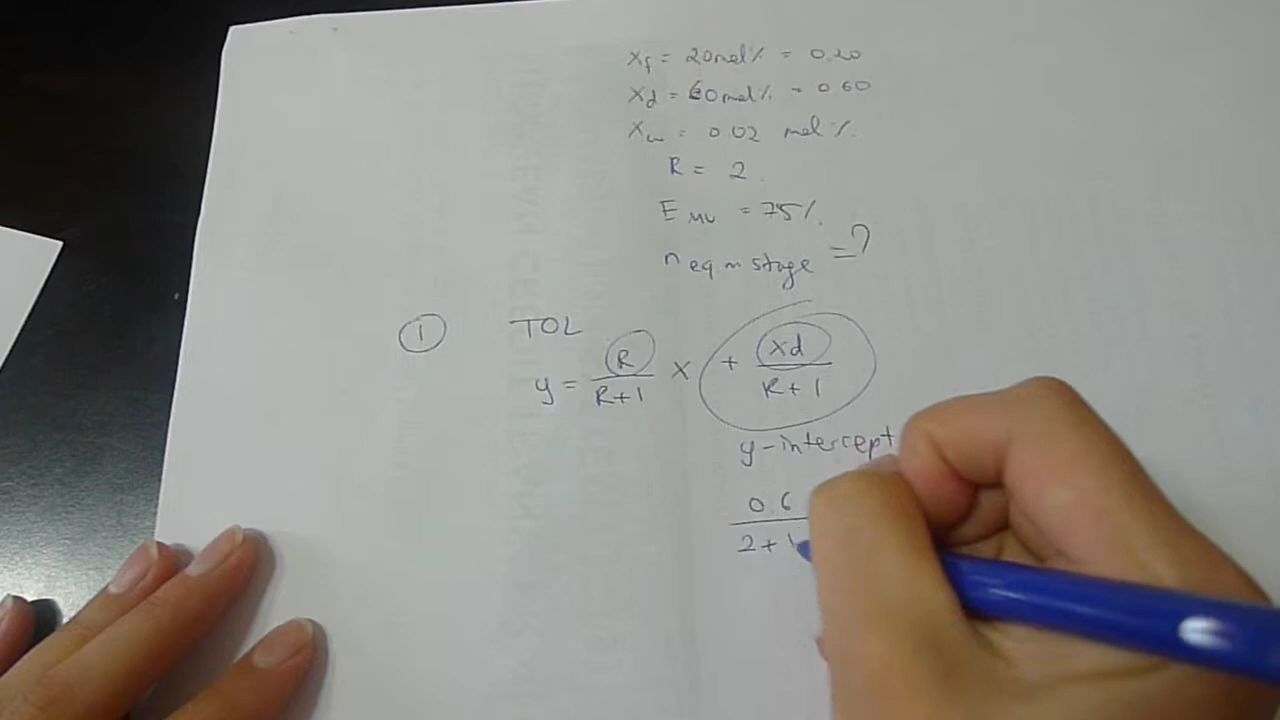 Xf = 20mol% = 0.20
Xd = 60mol% = 0.60
Xw = 0.02 mol%.
R = 2
E MV = 75%.
n eqm stage = ?
① TOL
y = R/R+1 x + xd/R+1
y-intercept
0.6/2+1